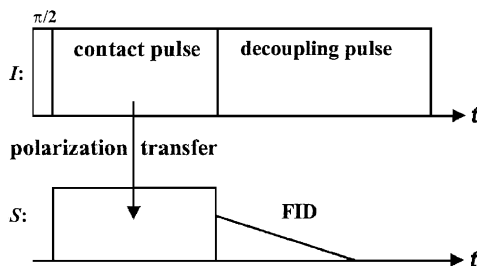 π/2
contact pulse decoupling pulse
I:
t
polarization transfer
S:
FID
t